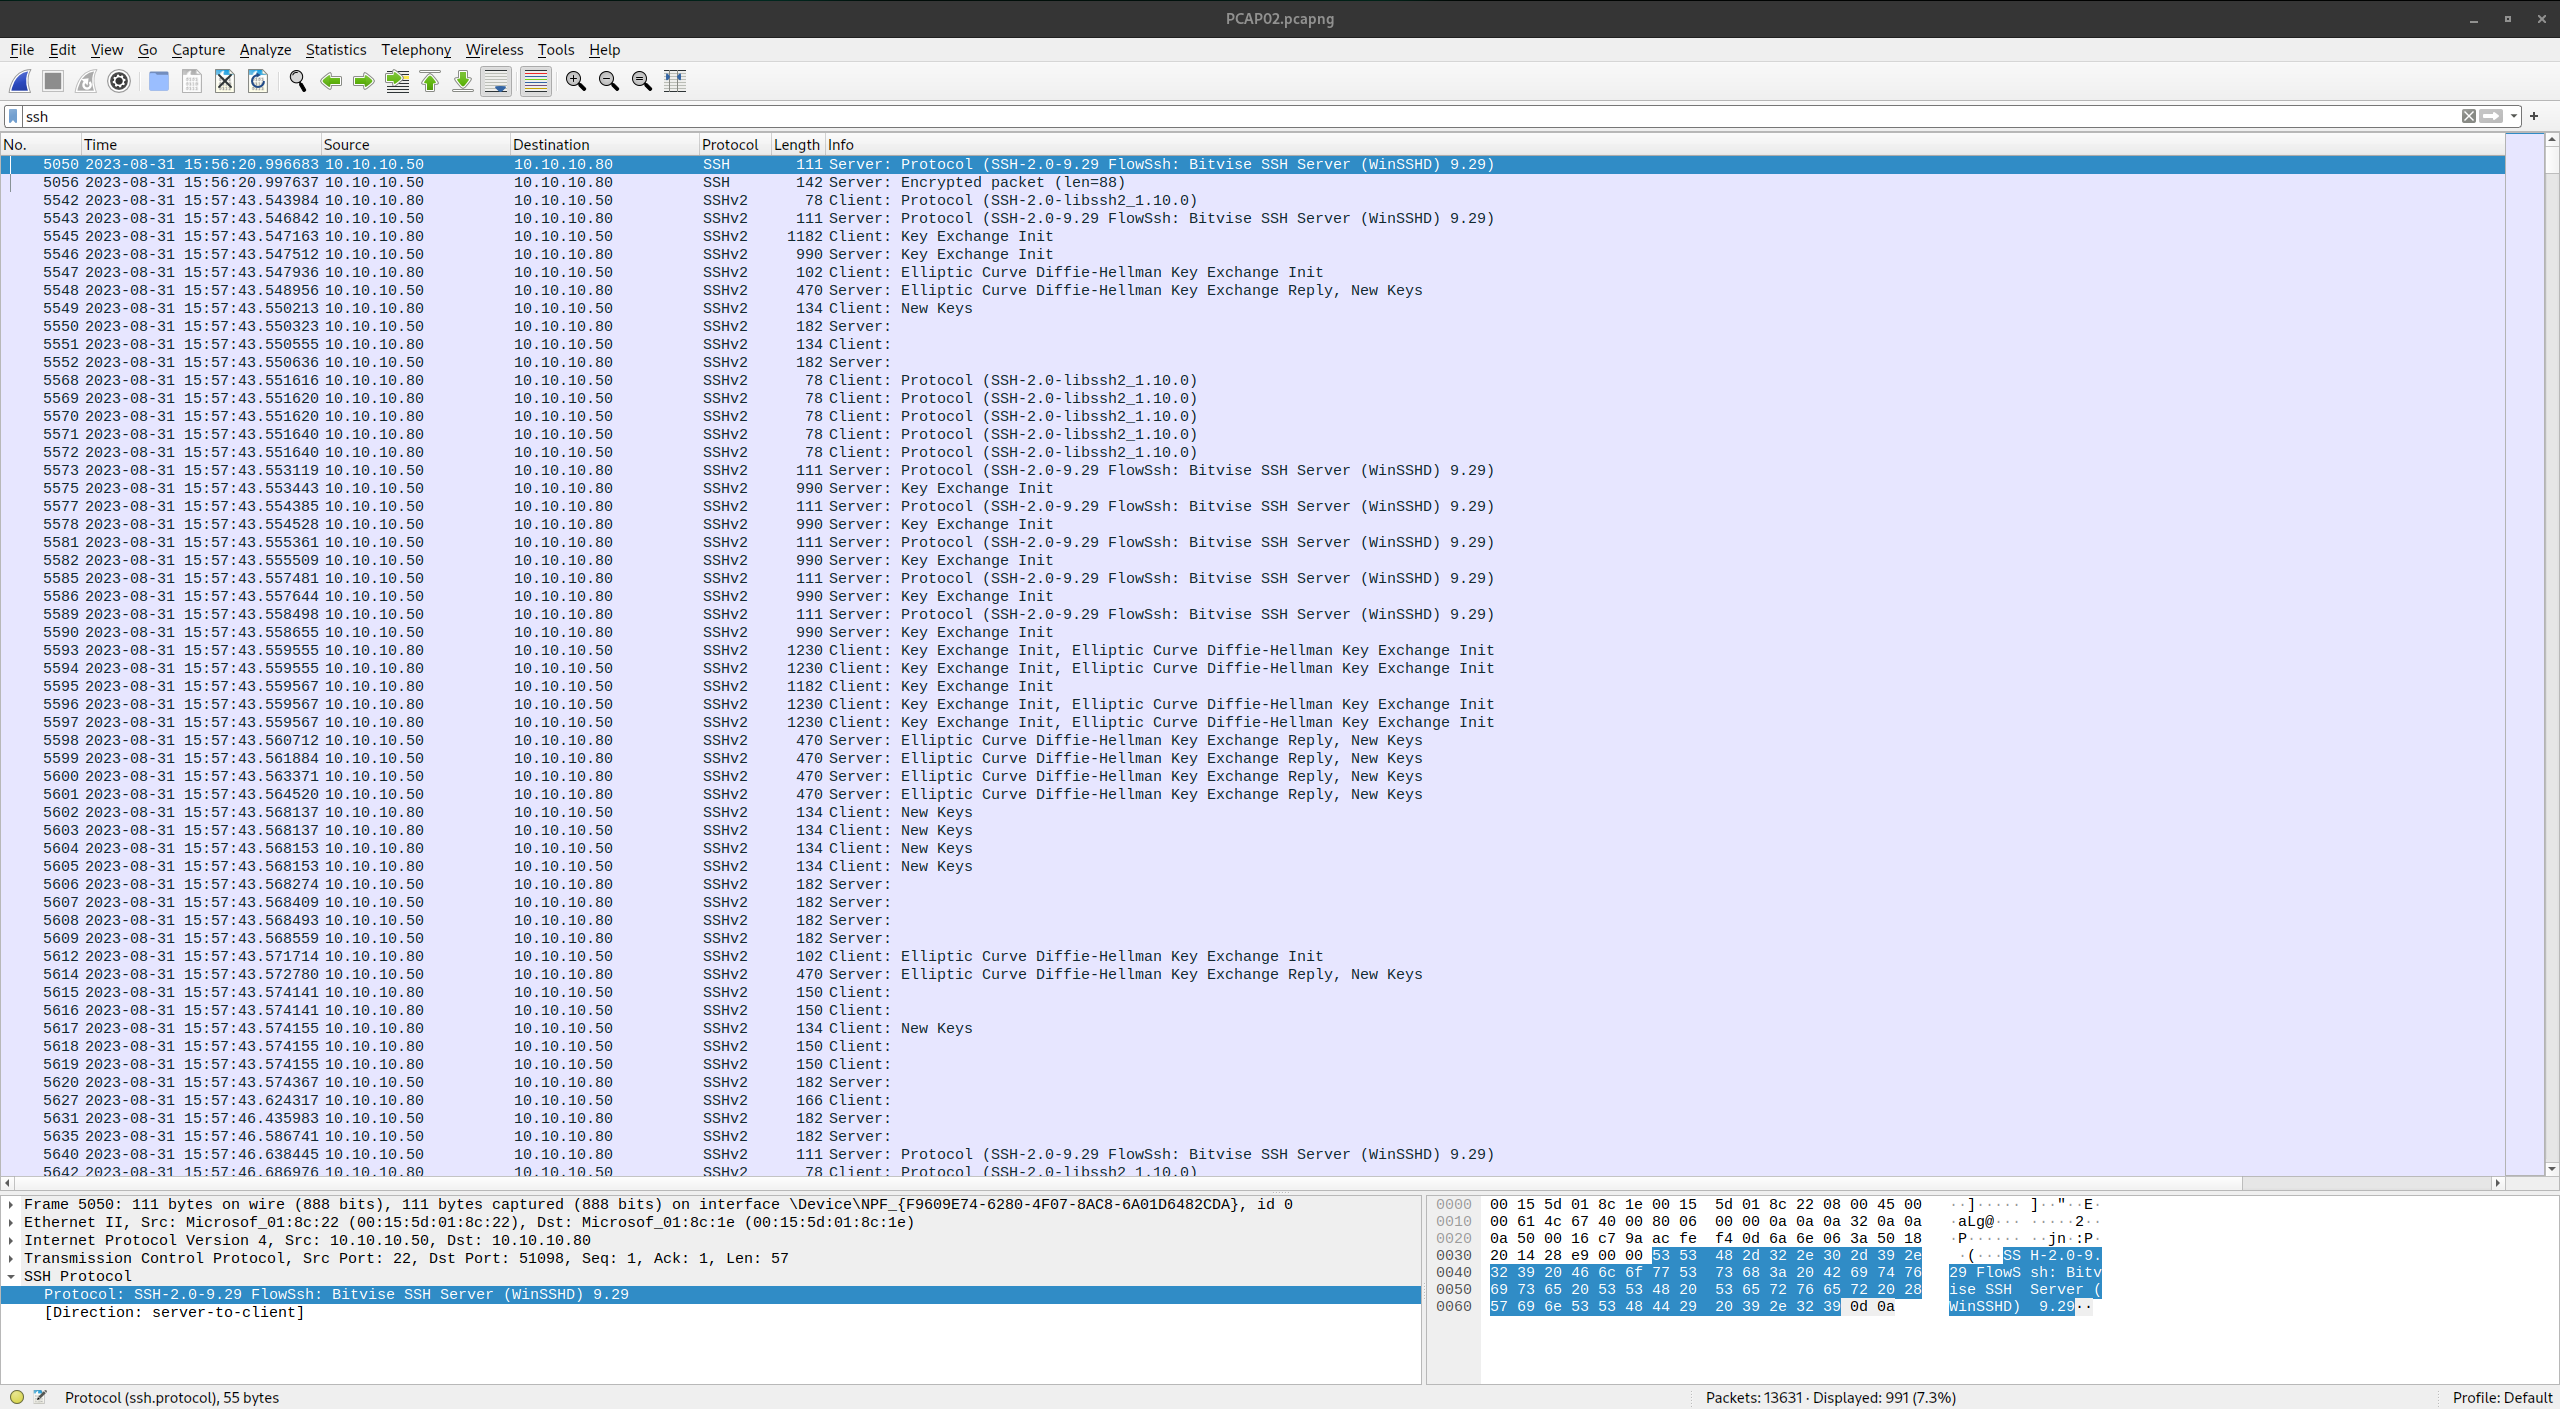 PCAP02.pcapng
File Edit View Go Capture Analyze Statistics Telephony Wireless Tools Help
ssh
No. Time Source Destination Protocol Length Info
5050 2023-08-31 15:56:20.996683 10.10.10.50 10.10.10.80 SSH 111 Server: Protocol (SSH-2.0-9.29 FlowSsh: Bitvise SSH Server (WinSSHD) 9.29)
5056 2023-08-31 15:56:20.997637 10.10.10.50 10.10.10.80 SSH 142 Server: Encrypted packet (len=88)
5542 2023-08-31 15:57:43.543984 10.10.10.80 10.10.10.50 SSHv2 78 Client: Protocol (SSH-2.0-libssh2_1.10.0)
5543 2023-08-31 15:57:43.546842 10.10.10.50 10.10.10.80 SSHv2 111 Server: Protocol (SSH-2.0-9.29 FlowSsh: Bitvise SSH Server (WinSSHD) 9.29)
5545 2023-08-31 15:57:43.547163 10.10.10.80 10.10.10.50 SSHv2 1182 Client: Key Exchange Init
5546 2023-08-31 15:57:43.547512 10.10.10.50 10.10.10.80 SSHv2 990 Server: Key Exchange Init
5547 2023-08-31 15:57:43.547936 10.10.10.80 10.10.10.50 SSHv2 102 Client: Elliptic Curve Diffie-Hellman Key Exchange Init
5548 2023-08-31 15:57:43.548956 10.10.10.50 10.10.10.80 SSHv2 470 Server: Elliptic Curve Diffie-Hellman Key Exchange Reply, New Keys
5549 2023-08-31 15:57:43.550213 10.10.10.80 10.10.10.50 SSHv2 134 Client: New Keys
5550 2023-08-31 15:57:43.550323 10.10.10.50 10.10.10.80 SSHv2 182 Server:
5551 2023-08-31 15:57:43.550555 10.10.10.80 10.10.10.50 SSHv2 134 Client:
5552 2023-08-31 15:57:43.550636 10.10.10.50 10.10.10.80 SSHv2 182 Server:
5568 2023-08-31 15:57:43.551616 10.10.10.80 10.10.10.50 SSHv2 78 Client: Protocol (SSH-2.0-libssh2_1.10.0)
5569 2023-08-31 15:57:43.551620 10.10.10.80 10.10.10.50 SSHv2 78 Client: Protocol (SSH-2.0-libssh2_1.10.0)
5570 2023-08-31 15:57:43.551620 10.10.10.80 10.10.10.50 SSHv2 78 Client: Protocol (SSH-2.0-libssh2_1.10.0)
5571 2023-08-31 15:57:43.551640 10.10.10.80 10.10.10.50 SSHv2 78 Client: Protocol (SSH-2.0-libssh2_1.10.0)
5572 2023-08-31 15:57:43.551640 10.10.10.80 10.10.10.50 SSHv2 78 Client: Protocol (SSH-2.0-libssh2_1.10.0)
5573 2023-08-31 15:57:43.553119 10.10.10.50 10.10.10.80 SSHv2 111 Server: Protocol (SSH-2.0-9.29 FlowSsh: Bitvise SSH Server (WinSSHD) 9.29)
5575 2023-08-31 15:57:43.553443 10.10.10.50 10.10.10.80 SSHv2 990 Server: Key Exchange Init
5577 2023-08-31 15:57:43.554385 10.10.10.50 10.10.10.80 SSHv2 111 Server: Protocol (SSH-2.0-9.29 FlowSsh: Bitvise SSH Server (WinSSHD) 9.29)
5578 2023-08-31 15:57:43.554528 10.10.10.50 10.10.10.80 SSHv2 990 Server: Key Exchange Init
5581 2023-08-31 15:57:43.555361 10.10.10.50 10.10.10.80 SSHv2 111 Server: Protocol (SSH-2.0-9.29 FlowSsh: Bitvise SSH Server (WinSSHD) 9.29)
5582 2023-08-31 15:57:43.555509 10.10.10.50 10.10.10.80 SSHv2 990 Server: Key Exchange Init
5585 2023-08-31 15:57:43.557481 10.10.10.50 10.10.10.80 SSHv2 111 Server: Protocol (SSH-2.0-9.29 FlowSsh: Bitvise SSH Server (WinSSHD) 9.29)
5586 2023-08-31 15:57:43.557644 10.10.10.50 10.10.10.80 SSHv2 990 Server: Key Exchange Init
5589 2023-08-31 15:57:43.558498 10.10.10.50 10.10.10.80 SSHv2 111 Server: Protocol (SSH-2.0-9.29 FlowSsh: Bitvise SSH Server (WinSSHD) 9.29)
5590 2023-08-31 15:57:43.558655 10.10.10.50 10.10.10.80 SSHv2 990 Server: Key Exchange Init
5593 2023-08-31 15:57:43.559555 10.10.10.80 10.10.10.50 SSHv2 1230 Client: Key Exchange Init, Elliptic Curve Diffie-Hellman Key Exchange Init
5594 2023-08-31 15:57:43.559555 10.10.10.80 10.10.10.50 SSHv2 1230 Client: Key Exchange Init, Elliptic Curve Diffie-Hellman Key Exchange Init
5595 2023-08-31 15:57:43.559567 10.10.10.80 10.10.10.50 SSHv2 1182 Client: Key Exchange Init
5596 2023-08-31 15:57:43.559567 10.10.10.80 10.10.10.50 SSHv2 1230 Client: Key Exchange Init, Elliptic Curve Diffie-Hellman Key Exchange Init
5597 2023-08-31 15:57:43.559567 10.10.10.80 10.10.10.50 SSHv2 1230 Client: Key Exchange Init, Elliptic Curve Diffie-Hellman Key Exchange Init
5598 2023-08-31 15:57:43.560712 10.10.10.50 10.10.10.80 SSHv2 470 Server: Elliptic Curve Diffie-Hellman Key Exchange Reply, New Keys
5599 2023-08-31 15:57:43.561884 10.10.10.50 10.10.10.80 SSHv2 470 Server: Elliptic Curve Diffie-Hellman Key Exchange Reply, New Keys
5600 2023-08-31 15:57:43.563371 10.10.10.50 10.10.10.80 SSHv2 470 Server: Elliptic Curve Diffie-Hellman Key Exchange Reply, New Keys
5601 2023-08-31 15:57:43.564520 10.10.10.50 10.10.10.80 SSHv2 470 Server: Elliptic Curve Diffie-Hellman Key Exchange Reply, New Keys
5602 2023-08-31 15:57:43.568137 10.10.10.80 10.10.10.50 SSHv2 134 Client: New Keys
5603 2023-08-31 15:57:43.568137 10.10.10.80 10.10.10.50 SSHv2 134 Client: New Keys
5604 2023-08-31 15:57:43.568153 10.10.10.80 10.10.10.50 SSHv2 134 Client: New Keys
5605 2023-08-31 15:57:43.568153 10.10.10.80 10.10.10.50 SSHv2 134 Client: New Keys
5606 2023-08-31 15:57:43.568274 10.10.10.50 10.10.10.80 SSHv2 182 Server:
5607 2023-08-31 15:57:43.568409 10.10.10.50 10.10.10.80 SSHv2 182 Server:
5608 2023-08-31 15:57:43.568493 10.10.10.50 10.10.10.80 SSHv2 182 Server:
5609 2023-08-31 15:57:43.568559 10.10.10.50 10.10.10.80 SSHv2 182 Server:
5612 2023-08-31 15:57:43.571714 10.10.10.80 10.10.10.50 SSHv2 102 Client: Elliptic Curve Diffie-Hellman Key Exchange Init
5614 2023-08-31 15:57:43.572780 10.10.10.50 10.10.10.80 SSHv2 470 Server: Elliptic Curve Diffie-Hellman Key Exchange Reply, New Keys
5615 2023-08-31 15:57:43.574141 10.10.10.80 10.10.10.50 SSHv2 150 Client:
5616 2023-08-31 15:57:43.574141 10.10.10.80 10.10.10.50 SSHv2 150 Client:
5617 2023-08-31 15:57:43.574155 10.10.10.80 10.10.10.50 SSHv2 134 Client: New Keys
5618 2023-08-31 15:57:43.574155 10.10.10.80 10.10.10.50 SSHv2 150 Client:
5619 2023-08-31 15:57:43.574155 10.10.10.80 10.10.10.50 SSHv2 150 Client:
5620 2023-08-31 15:57:43.574367 10.10.10.50 10.10.10.80 SSHv2 182 Server:
5627 2023-08-31 15:57:43.624317 10.10.10.80 10.10.10.50 SSHv2 166 Client:
5631 2023-08-31 15:57:46.435983 10.10.10.50 10.10.10.80 SSHv2 182 Server:
5635 2023-08-31 15:57:46.586741 10.10.10.50 10.10.10.80 SSHv2 182 Server:
5640 2023-08-31 15:57:46.638445 10.10.10.50 10.10.10.80 SSHv2 111 Server: Protocol (SSH-2.0-9.29 FlowSsh: Bitvise SSH Server (WinSSHD) 9.29)
5642 2023-08-31 15:57:46.686976 10.10.10.80 10.10.10.50 SSHv2 78 Client: Protocol (SSH-2.0-libssh2_1.10.0)
Frame 5050: 111 bytes on wire (888 bits), 111 bytes captured (888 bits) on interface \Device\NPF_{F9609E74-6280-4F07-8AC8-6A01D6482CDA}, id 0
Ethernet II, Src: Microsof_01:8c:22 (00:15:5d:01:8c:22), Dst: Microsof_01:8c:1e (00:15:5d:01:8c:1e)
Internet Protocol Version 4, Src: 10.10.10.50, Dst: 10.10.10.80
Transmission Control Protocol, Src Port: 22, Dst Port: 51098, Seq: 1, Ack: 1, Len: 57
SSH Protocol
Protocol: SSH-2.0-9.29 FlowSsh: Bitvise SSH Server (WinSSHD) 9.29
[Direction: server-to-client]
0000 00 15 5d 01 8c 1e 00 15 5d 01 8c 22 08 00 45 00 ··]····· ]··"··E·
0010 00 61 4c 67 40 00 80 06 00 00 0a 0a 0a 32 0a 0a ·aLg@··· ·····2··
0020 0a 50 00 16 c7 9a ac fe f4 0d 6a 6e 06 3a 50 18 ·P······ ··jn·:P·
0030 20 14 28 e9 00 00 53 53 48 2d 32 2e 30 2d 39 2e ·(···SS H-2.0-9.
0040 32 39 20 46 6c 6f 77 53 73 68 3a 20 42 69 74 76 29 FlowS sh: Bitv
0050 69 73 65 20 53 53 48 20 53 65 72 76 65 72 20 28 ise SSH Server (
0060 57 69 6e 53 53 48 44 29 20 39 2e 32 39 0d 0a WinSSHD) 9.29··
Protocol (ssh.protocol), 55 bytes
Packets: 13631 · Displayed: 991 (7.3%)
Profile: Default